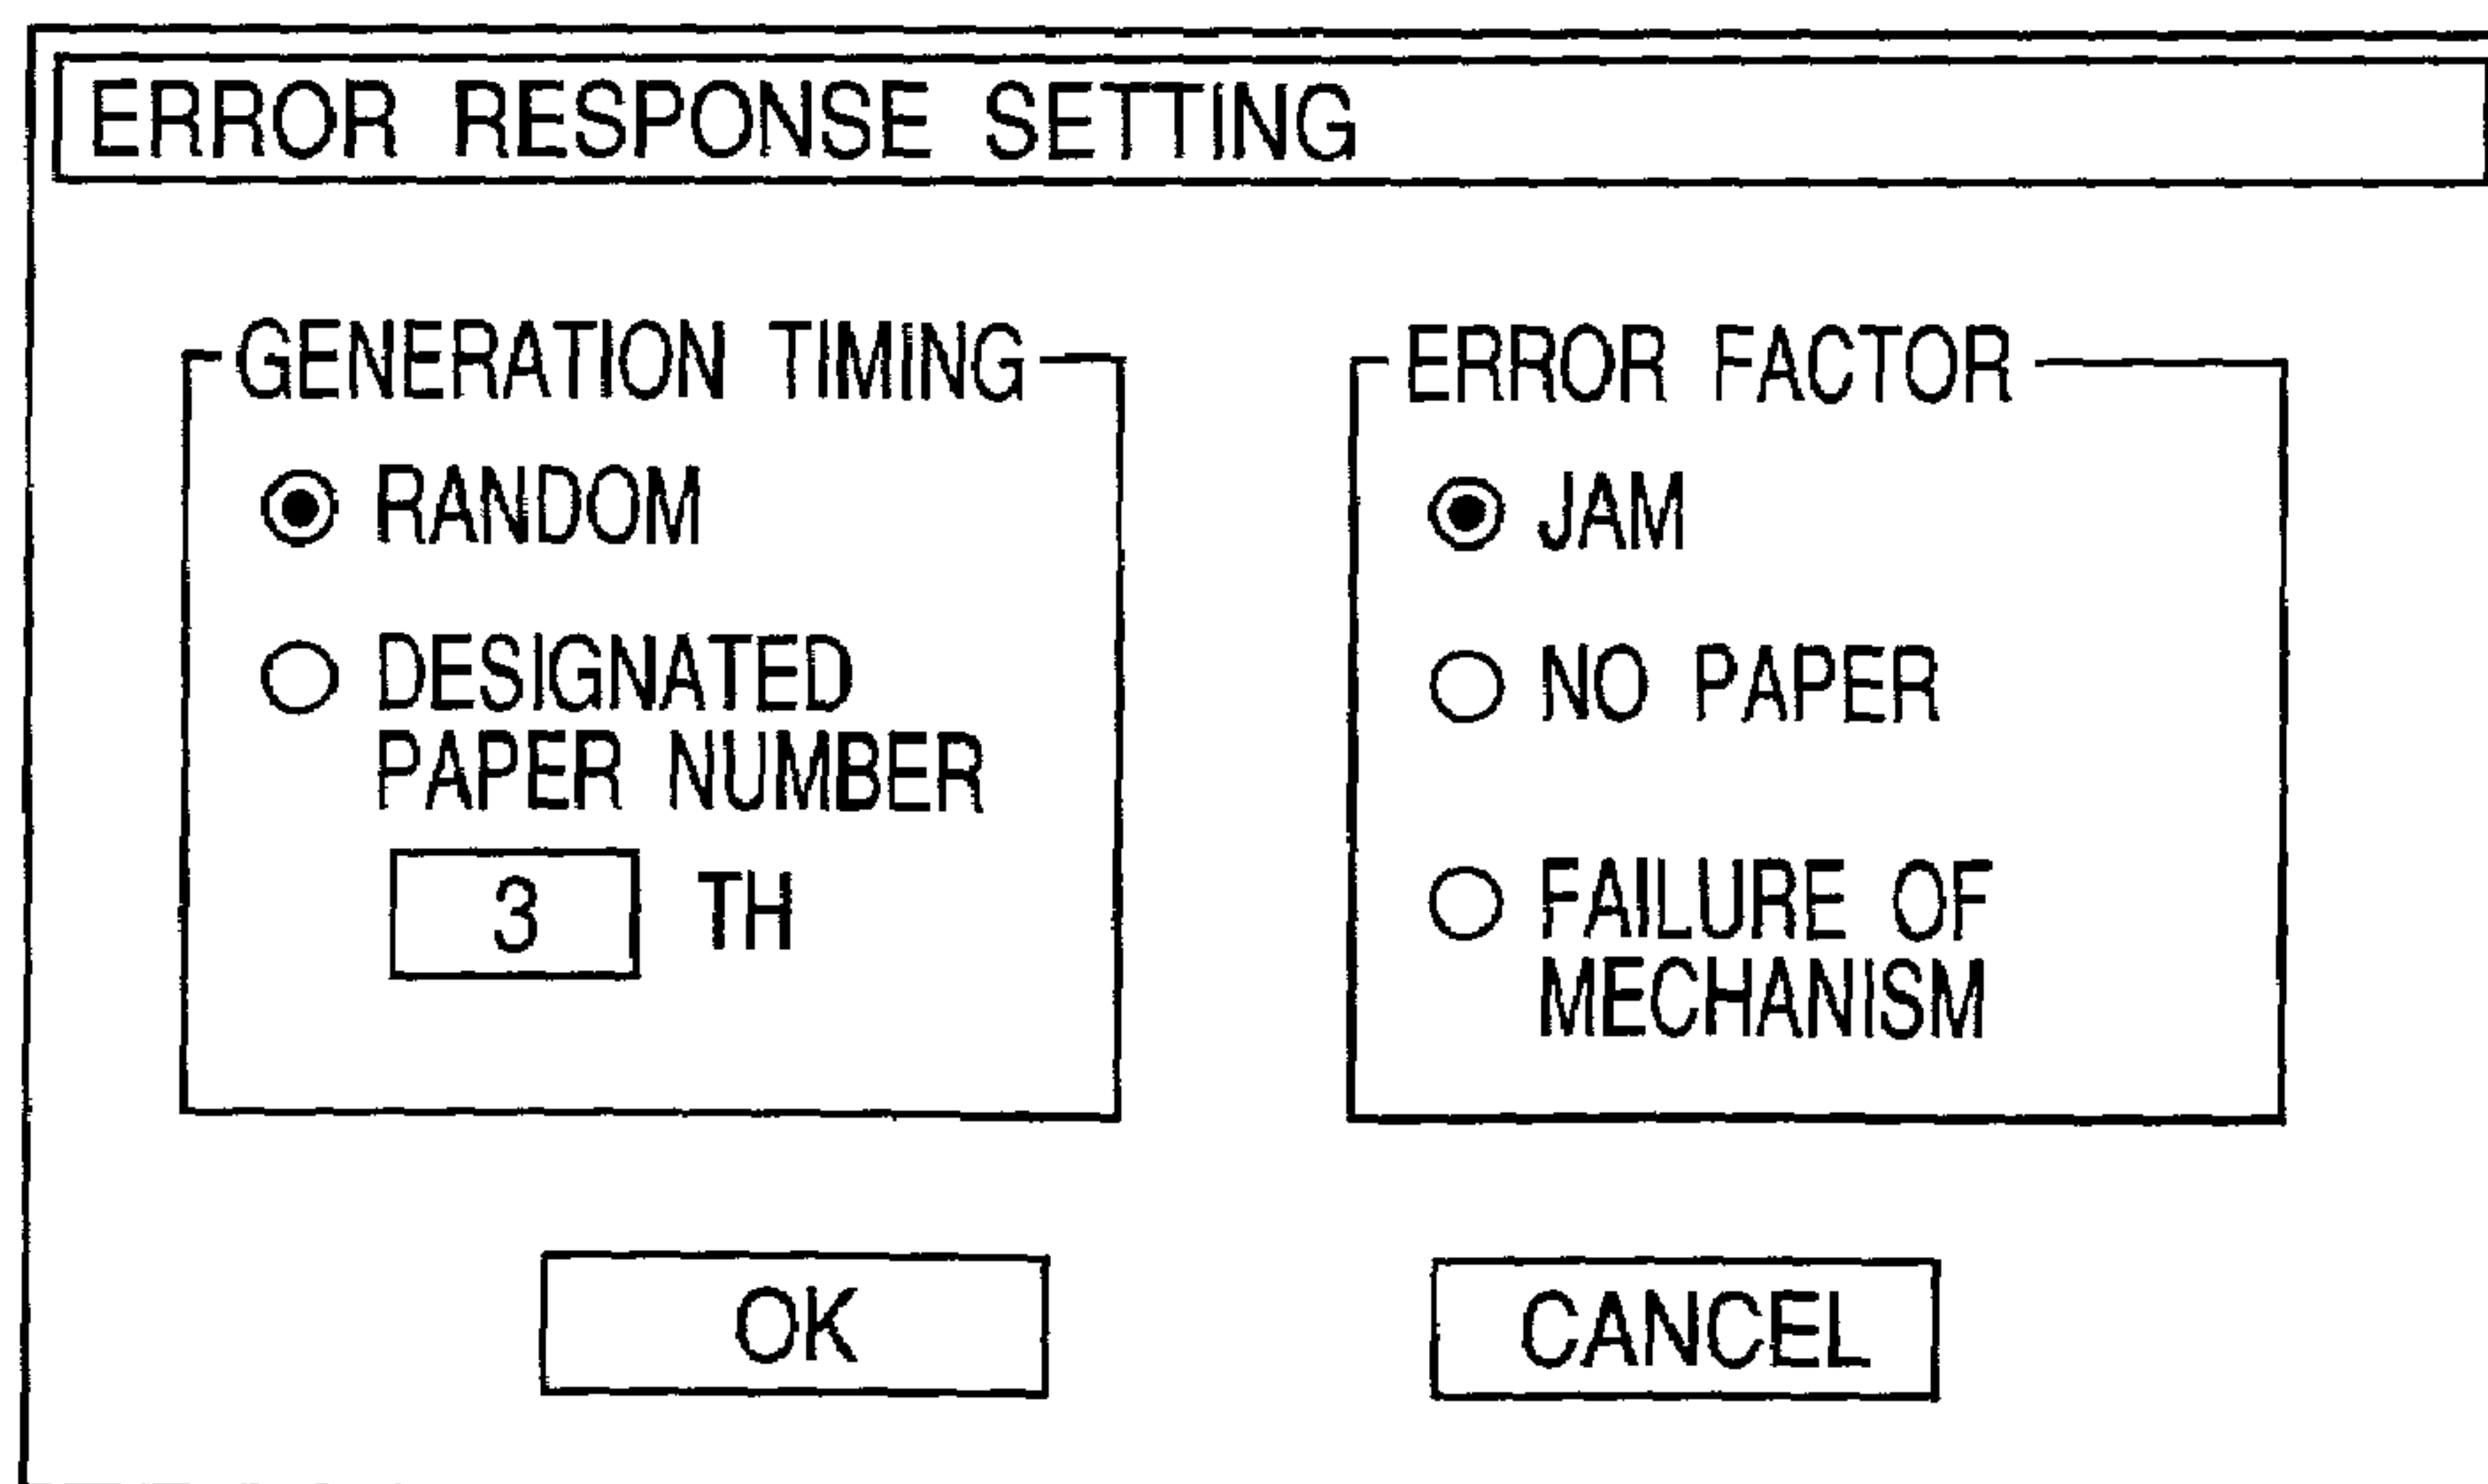 ERROR RESPONSE SETTING
GENERATION TIMING
RANDOM
DESIGNATED
PAPER NUMBER
3 TH
ERROR FACTOR
JAM
NO PAPER
FAILURE OF
MECHANISM
OK
CANCEL